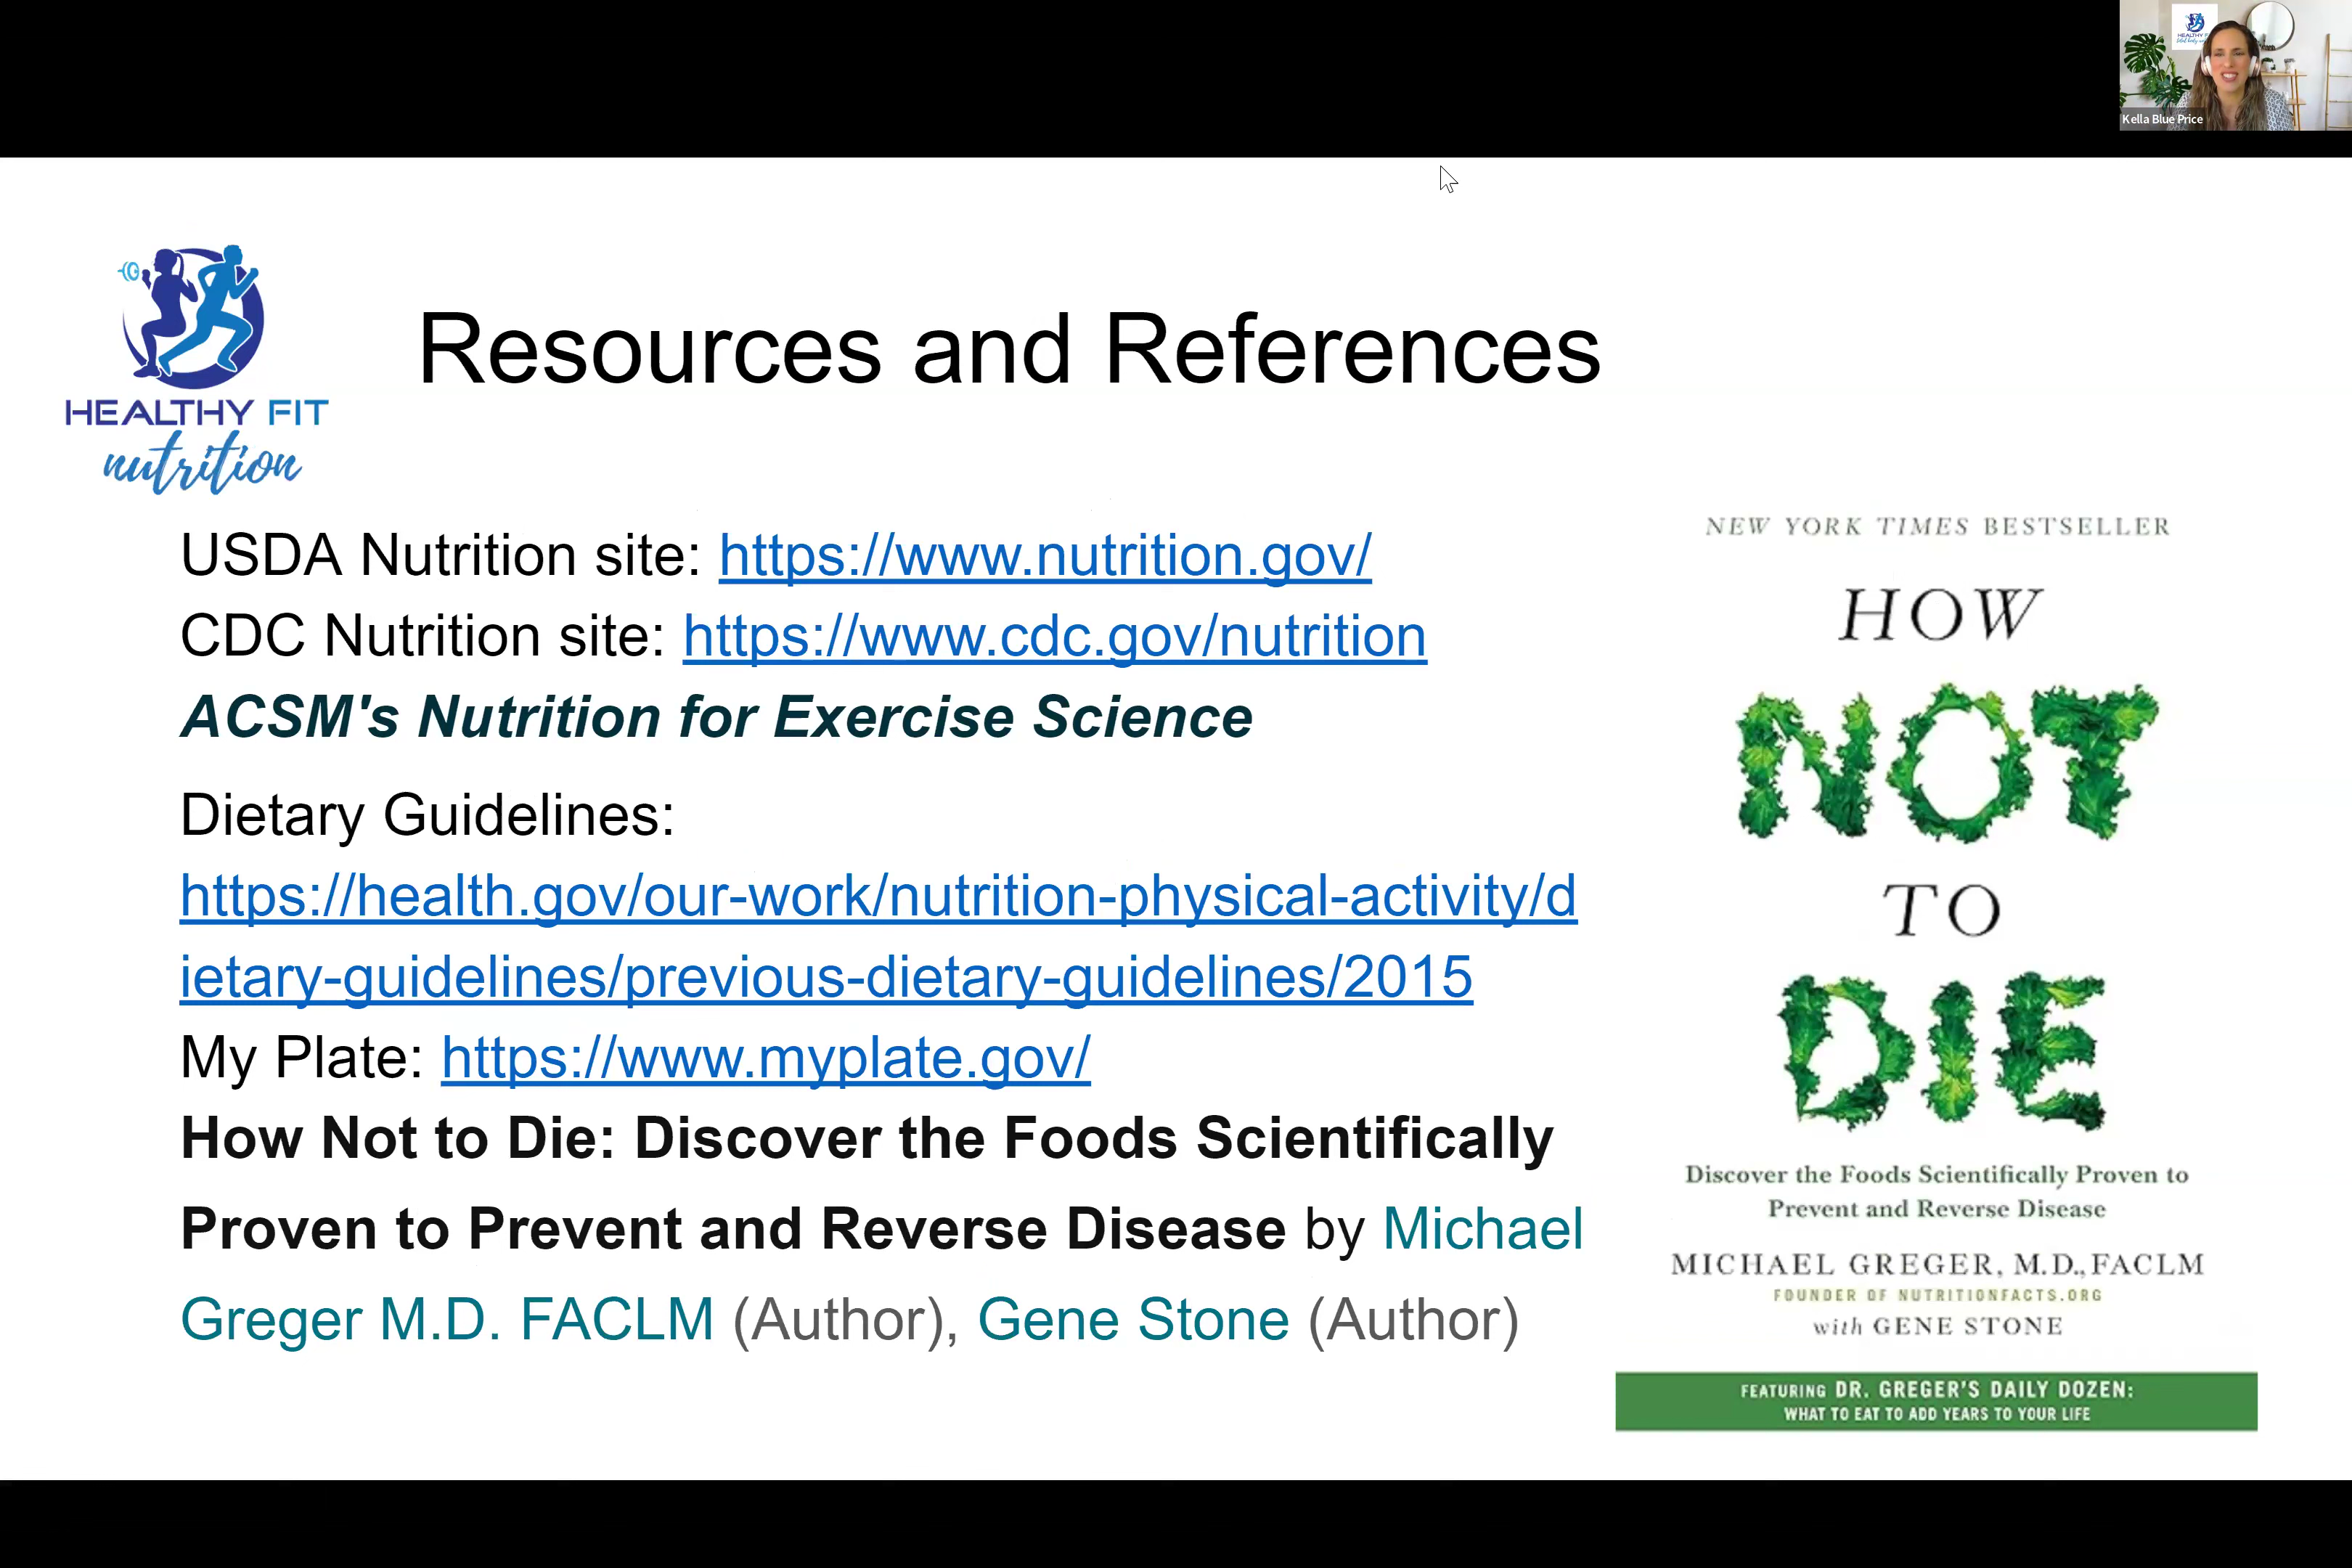 HEALTHY FIT
Kella Blue Price
HEALTHY FIT
nutrition
Resources and References
USDA Nutrition site: https://www.nutrition.gov/
CDC Nutrition site: https://www.cdc.gov/nutrition
ACSM's Nutrition for Exercise Science
Dietary Guidelines:
https://health.gov/our-work/nutrition-physical-activity/d
ietary-guidelines/previous-dietary-guidelines/2015
My Plate: https://www.myplate.gov/
How Not to Die: Discover the Foods Scientifically
Proven to Prevent and Reverse Disease by Michael
Greger M.D. FACLM (Author), Gene Stone (Author)
NEW YORK TIMES BESTSELLER
HOW
NOT
TO
DIE
Discover the Foods Scientifically Proven to
Prevent and Reverse Disease
MICHAEL GREGER, M.D., FACLM
FOUNDER OF NUTRITIONFACTS.ORG
with GENE STONE
FEATURING DR. GREGER'S DAILY DOZEN:
WHAT TO EAT TO ADD YEARS TO YOUR LIFE